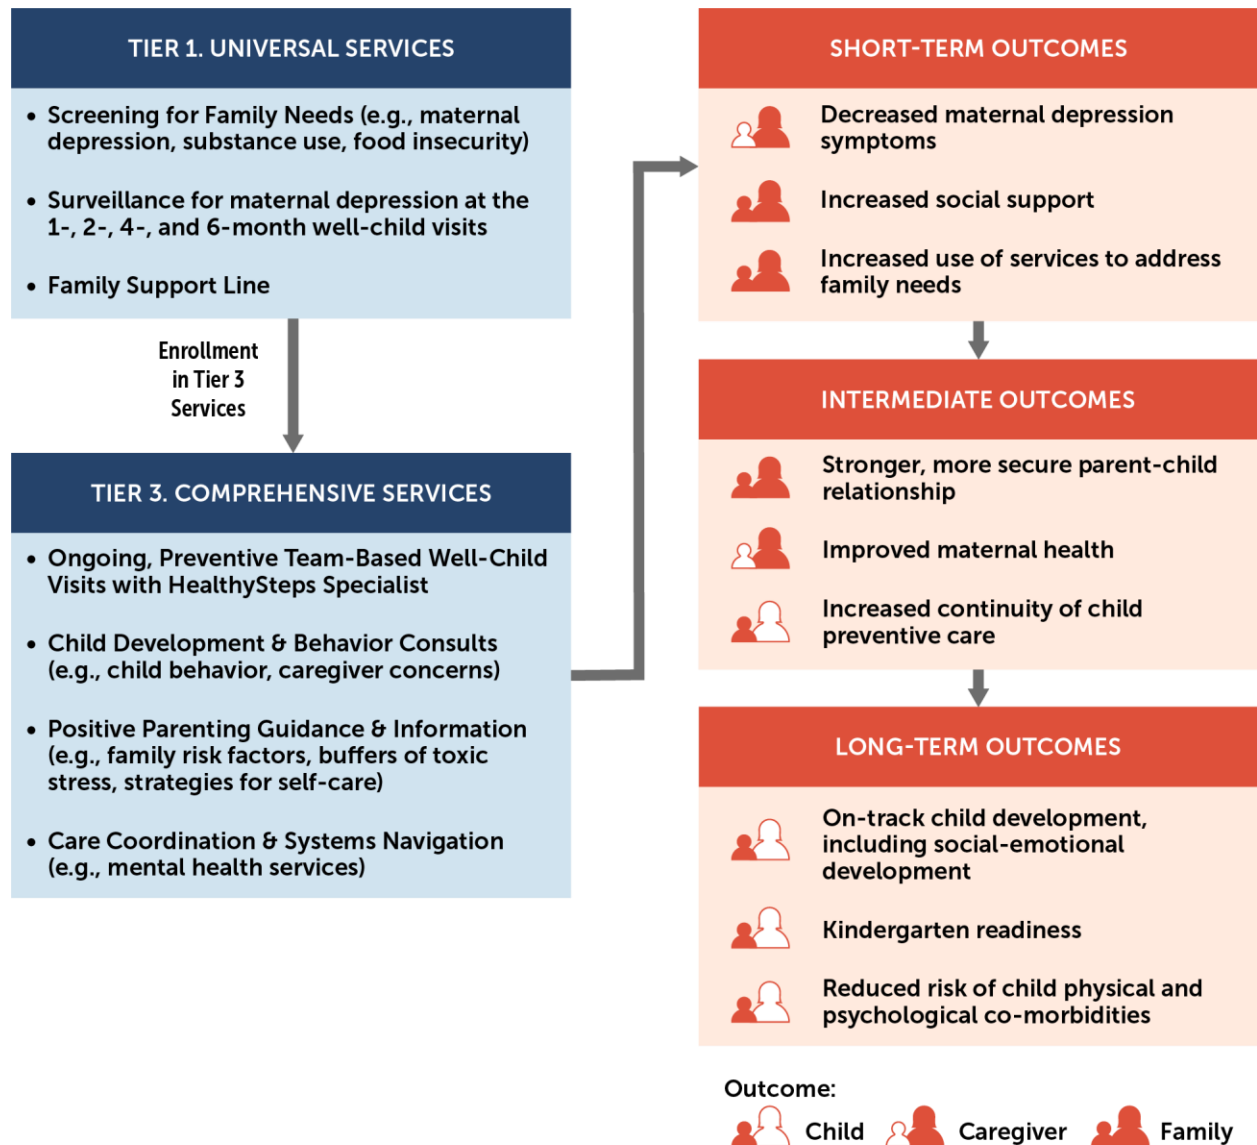 TIER 1. UNIVERSAL SERVICES
• Screening for Family Needs (e.g., maternal
depression, substance use, food insecurity)
• Surveillance for maternal depression at the
1-, 2-, 4-, and 6-month well-child visits
• Family Support Line
Enrollment
in Tier 3
Services
TIER 3. COMPREHENSIVE SERVICES
• Ongoing, Preventive Team-Based Well-Child
Visits with HealthySteps Specialist
• Child Development & Behavior Consults
(e.g., child behavior, caregiver concerns)
• Positive Parenting Guidance & Information
(e.g., family risk factors, buffers of toxic
stress, strategies for self-care)
• Care Coordination & Systems Navigation
(e.g., mental health services)
SHORT-TERM OUTCOMES
Decreased maternal depression
symptoms
Increased social support
Increased use of services to address
family needs
INTERMEDIATE OUTCOMES
Stronger, more secure parent-child
relationship
Improved maternal health
Increased continuity of child
preventive care
LONG-TERM OUTCOMES
On-track child development,
including social-emotional
development
Kindergarten readiness
Reduced risk of child physical and
psychological co-morbidities
Outcome:
Child Caregiver Family